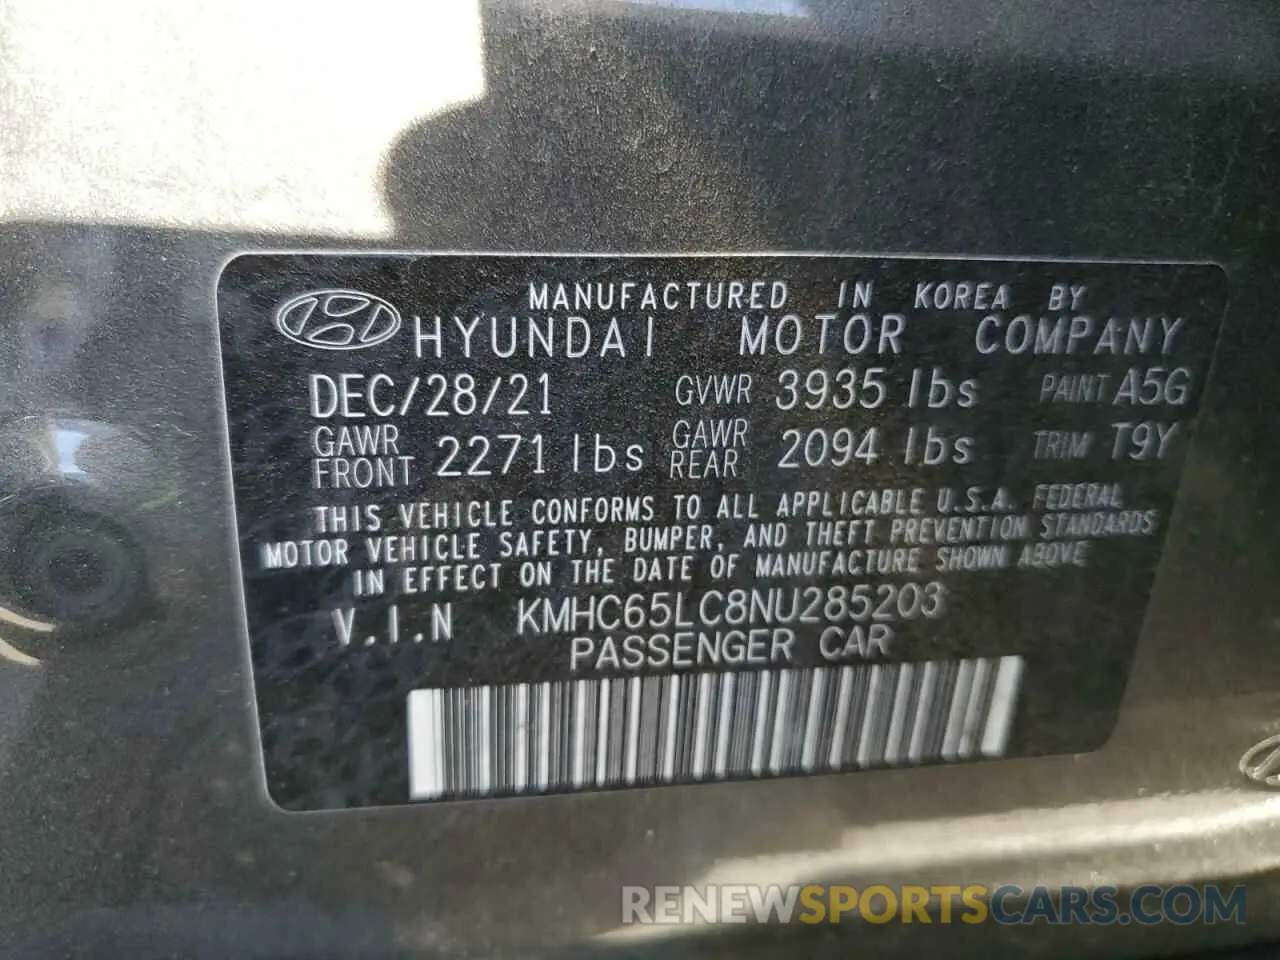 MANUFACTURED IN KOREA BY
HYUNDAI MOTOR COMPANY
DEC/28/21 GVWR 3935 lbs PAINT A5G
GAWR FRONT 2271 lbs GAWR REAR 2094 lbs TRIM T9Y
THIS VEHICLE CONFORMS TO ALL APPLICABLE U.S.A. FEDERAL
MOTOR VEHICLE SAFETY, BUMPER, AND THEFT PREVENTION STANDARDS
IN EFFECT ON THE DATE OF MANUFACTURE SHOWN ABOVE
V.I.N KMHC65LC8NU285203
PASSENGER CAR
RENEWSPORTSCARS.COM